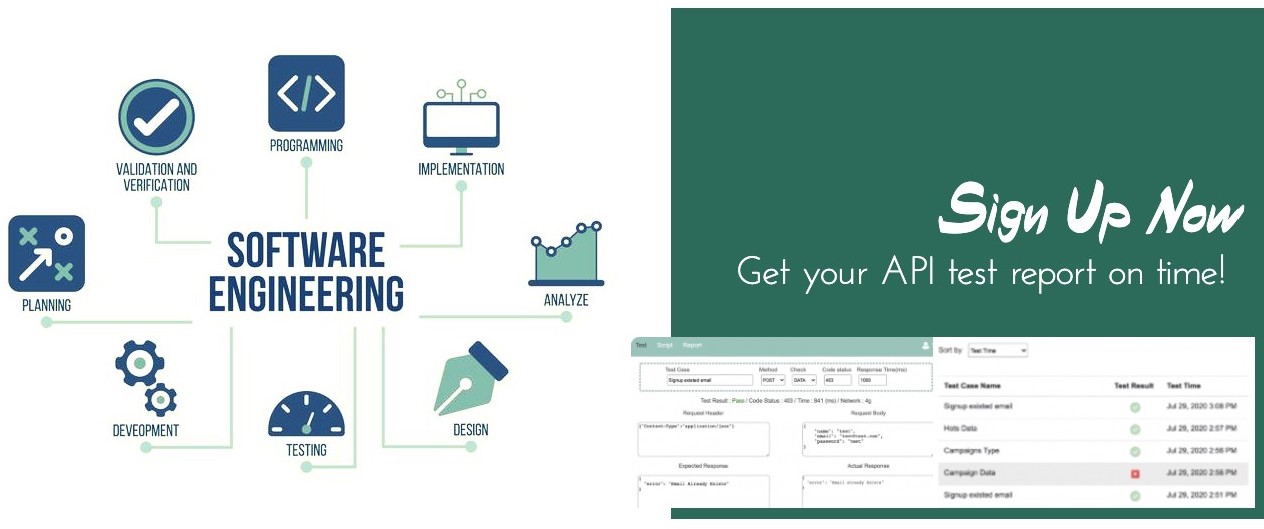 PROGRAMMING
VALIDATION AND
VERIFICATION
IMPLEMENTATION
SOFTWARE
ENGINEERING
PLANNING
ANALYZE
DEVEOPMENT
TESTING
DESIGN
Sign Up Now
Get your API test report on time!
Test Script Report
Test Case Method Check Code status Response Time(ms)
Signup existed email POST DATA 403 1000
Test Result : Pass / Code Status : 403 / Time : 941 (ms) / Network : 4g
Request Header Request Body
{"Content-Type":"application/json"}
{
"name": "test",
"email": "test@test.com",
"password": "test"
}
Expected Response Actual Response
{
"error": "Email Already Exists"
}
{
"error": "Email Already Exists"
}
Sort by Test Time
Test Case Name Test Result Test Time
Signup existed email Jul 29, 2020 3:08 PM
Hots Data Jul 29, 2020 2:57 PM
Campaigns Type Jul 29, 2020 2:56 PM
Campaign Data Jul 29, 2020 2:56 PM
Signup existed email Jul 29, 2020 2:51 PM